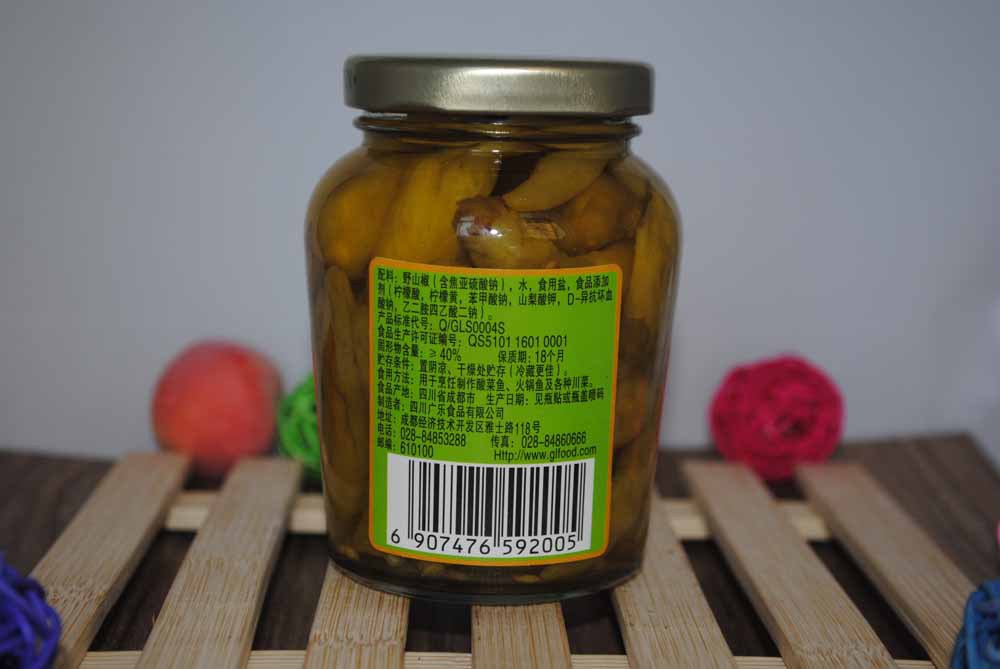 配料：野山椒（含焦亚硫酸钠），水，食用盐，食品添加
剂（柠檬酸，柠檬黄，苯甲酸钠，山梨酸钾，D-异抗坏血
酸钠，乙二胺四乙酸二钠）。
产品标准代号：Q/GLS0004S
食品生产许可证编号：QS5101 1601 0001
固形物含量：≥40% 保质期：18个月
贮存条件：置阴凉、干燥处贮存（冷藏更佳）。
食用方法：用于烹饪制作酸菜鱼、火锅鱼及各种川菜。
食品产地：四川省成都市 生产日期：见瓶贴或瓶盖喷码
制造者：四川广乐食品有限公司
地址：成都经济技术开发区雅士路118号
电话：028-84853288 传真：028-84860666
邮编：610100 Http://www.glfood.com
6 907476 592005